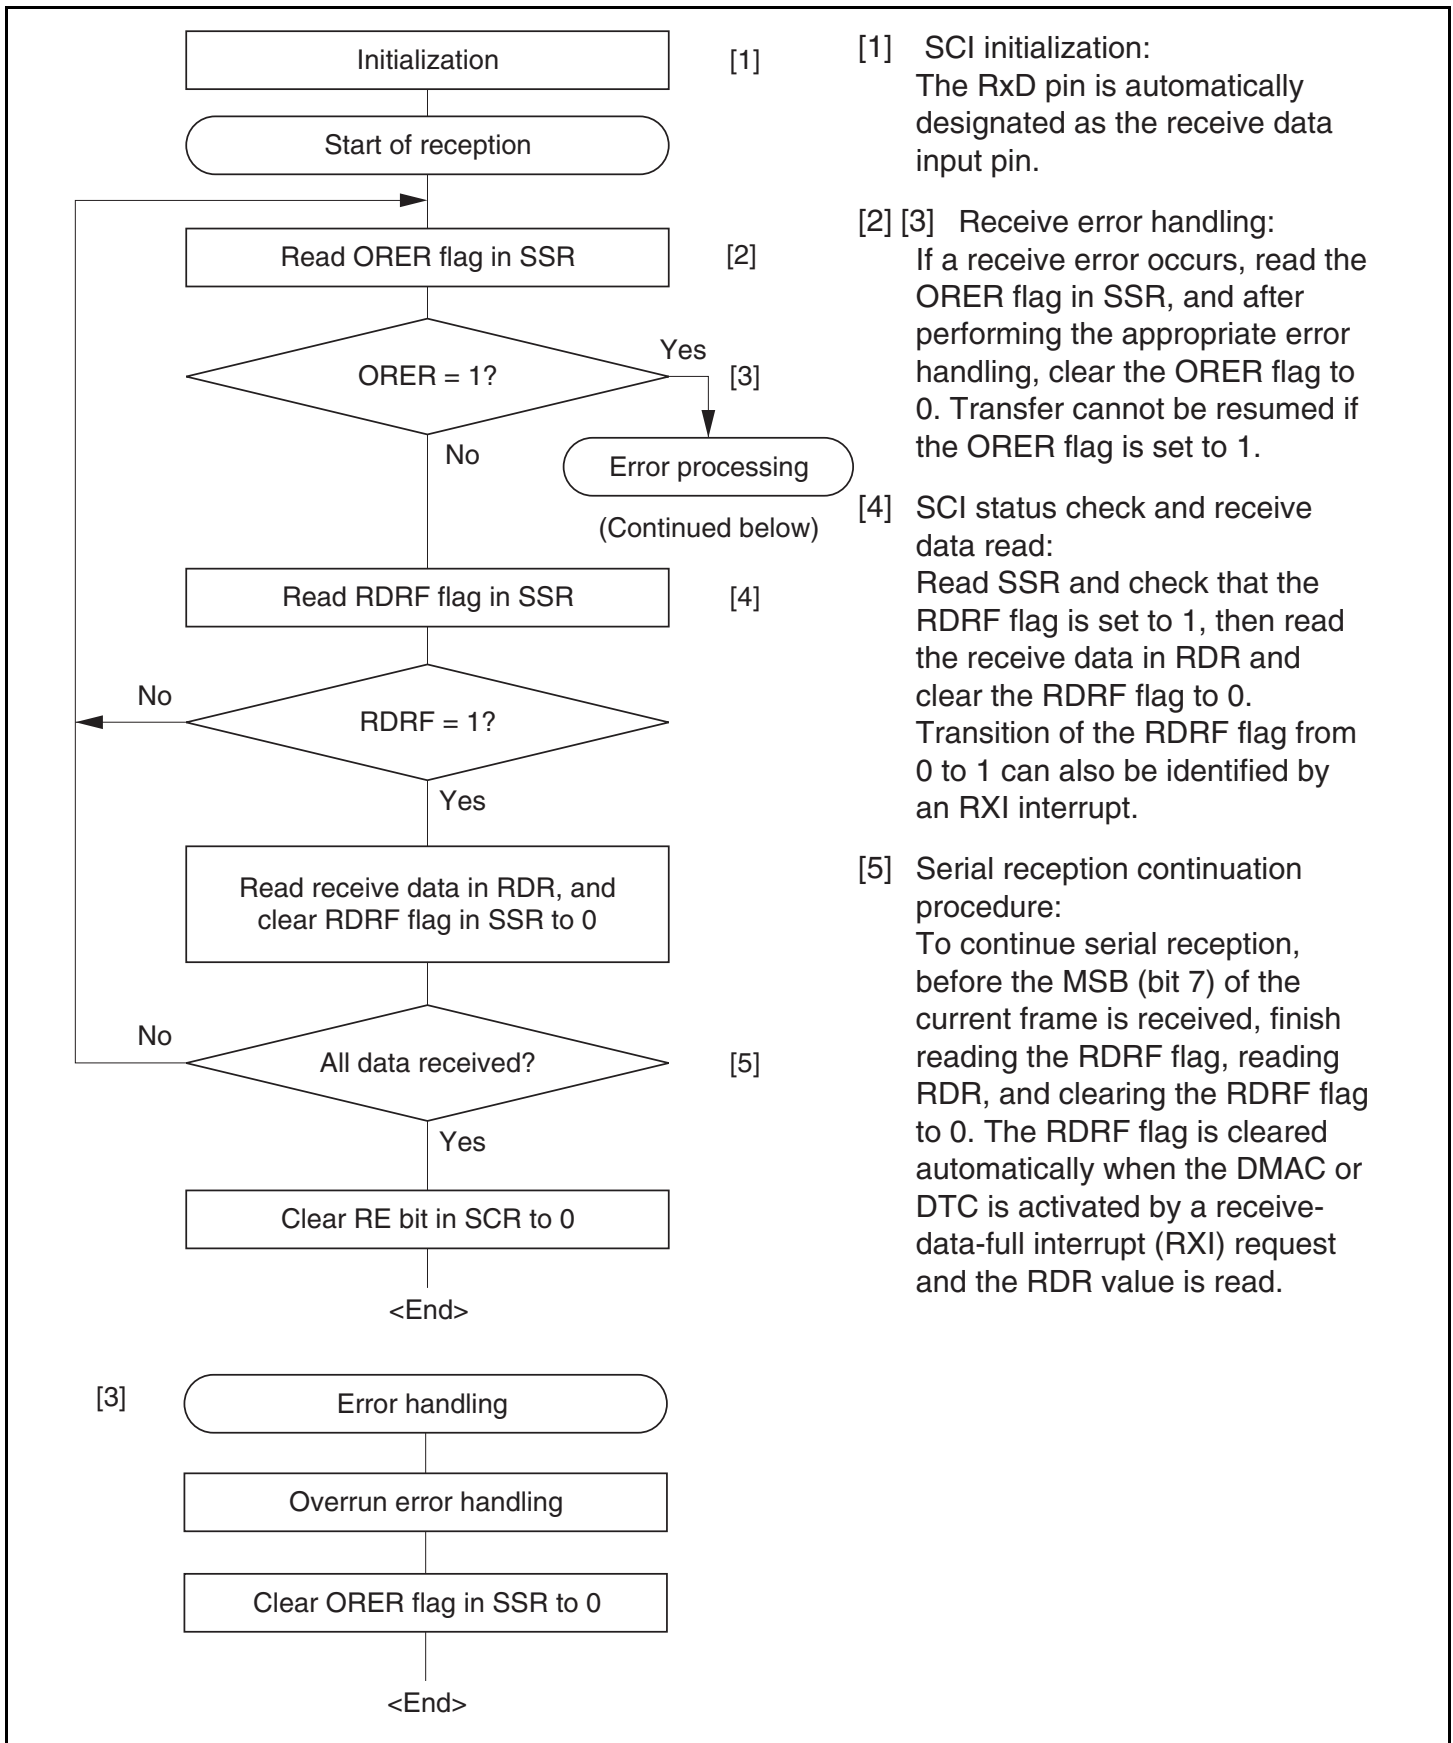 Initialization
[1]
Start of reception
Read ORER flag in SSR
[2]
ORER = 1?
Yes
[3]
No
Error processing
(Continued below)
Read RDRF flag in SSR
[4]
No
RDRF = 1?
Yes
Read receive data in RDR, and
clear RDRF flag in SSR to 0
No
All data received?
[5]
Yes
Clear RE bit in SCR to 0
<End>
[3]
Error handling
Overrun error handling
Clear ORER flag in SSR to 0
<End>
[1] SCI initialization:
The RxD pin is automatically
designated as the receive data
input pin.
[2] [3] Receive error handling:
If a receive error occurs, read the
ORER flag in SSR, and after
performing the appropriate error
handling, clear the ORER flag to
0. Transfer cannot be resumed if
the ORER flag is set to 1.
[4] SCI status check and receive
data read:
Read SSR and check that the
RDRF flag is set to 1, then read
the receive data in RDR and
clear the RDRF flag to 0.
Transition of the RDRF flag from
0 to 1 can also be identified by
an RXI interrupt.
[5] Serial reception continuation
procedure:
To continue serial reception,
before the MSB (bit 7) of the
current frame is received, finish
reading the RDRF flag, reading
RDR, and clearing the RDRF flag
to 0. The RDRF flag is cleared
automatically when the DMAC or
DTC is activated by a receive-
data-full interrupt (RXI) request
and the RDR value is read.